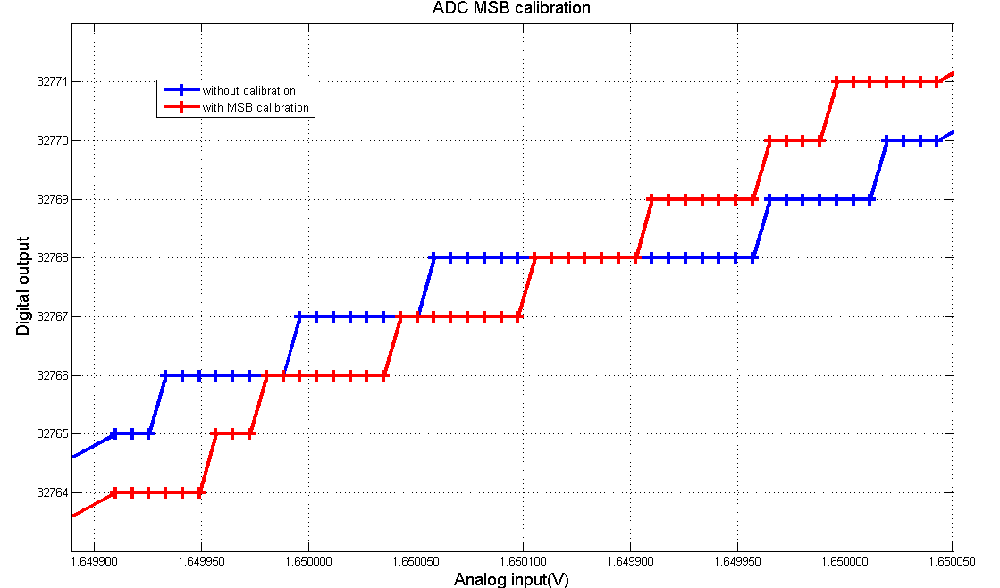 ADC MSB calibration
32771
without calibration
with MSB calibration
32770
32769
32768
Digital output
32767
32766
32765
32764
1.649900 1.649950 1.650000 1.650050 1.650100 1.649900 1.649950 1.650000 1.650050
Analog input(V)